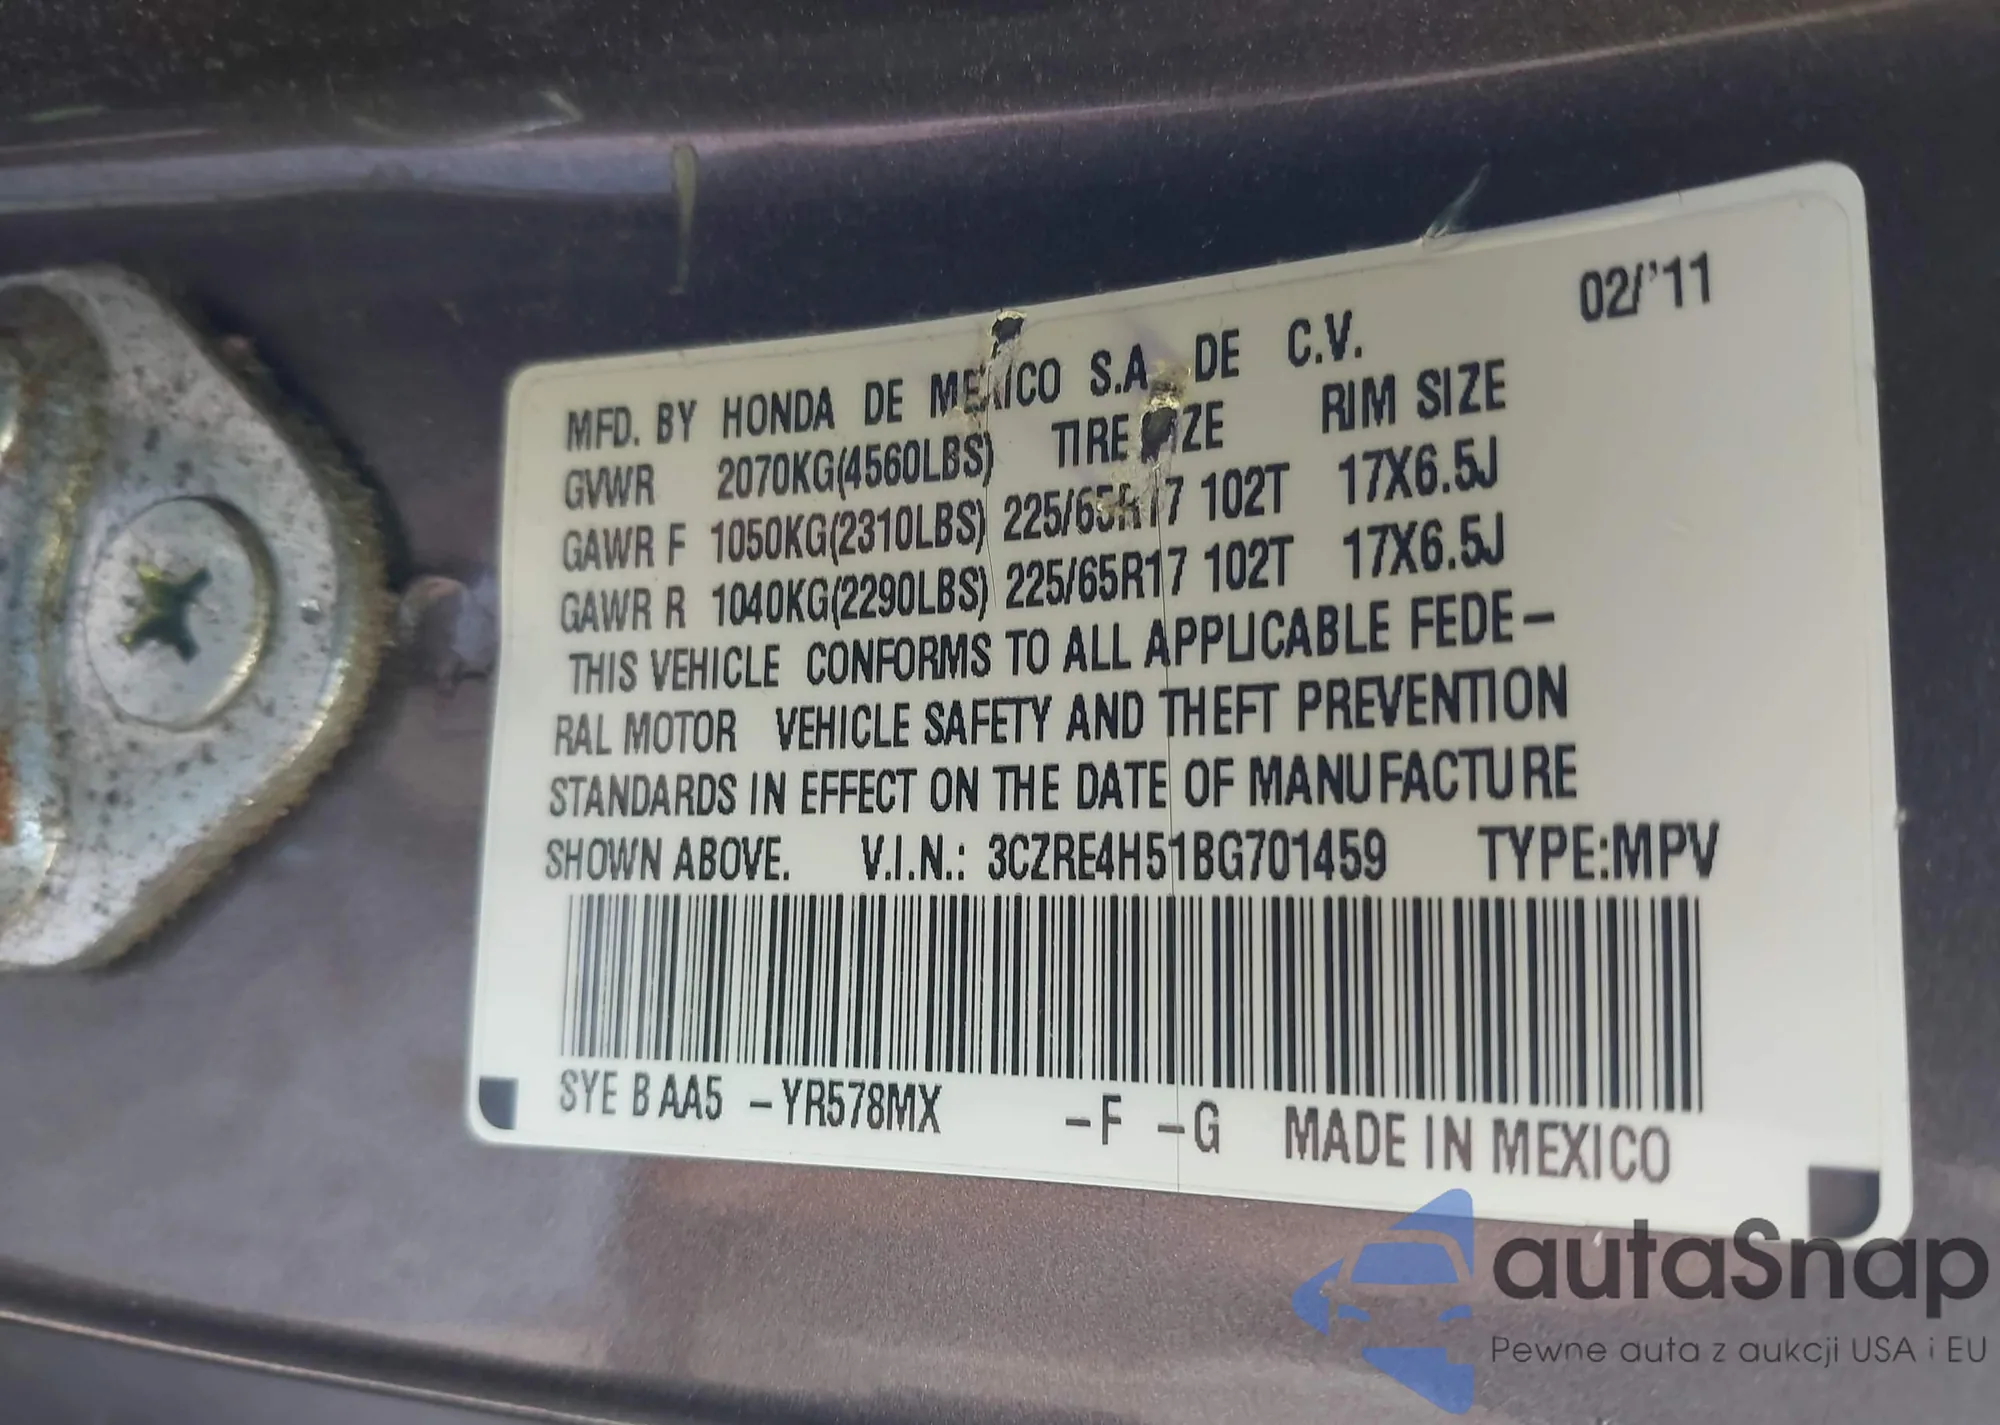 02/'11
MFD. BY HONDA DE MEXICO S.A. DE C.V.
GVWR 2070KG(4560LBS) TIRE SIZE RIM SIZE
GAWR F 1050KG(2310LBS) 225/65R17 102T 17X6.5J
GAWR R 1040KG(2290LBS) 225/65R17 102T 17X6.5J
THIS VEHICLE CONFORMS TO ALL APPLICABLE FEDE-
RAL MOTOR VEHICLE SAFETY AND THEFT PREVENTION
STANDARDS IN EFFECT ON THE DATE OF MANUFACTURE
SHOWN ABOVE. V.I.N.: 3CZRE4H51BG701459 TYPE:MPV
SYE B AA5 -YR578MX -F -G MADE IN MEXICO
autaSnap
Pewne auta z aukcji USA i EU